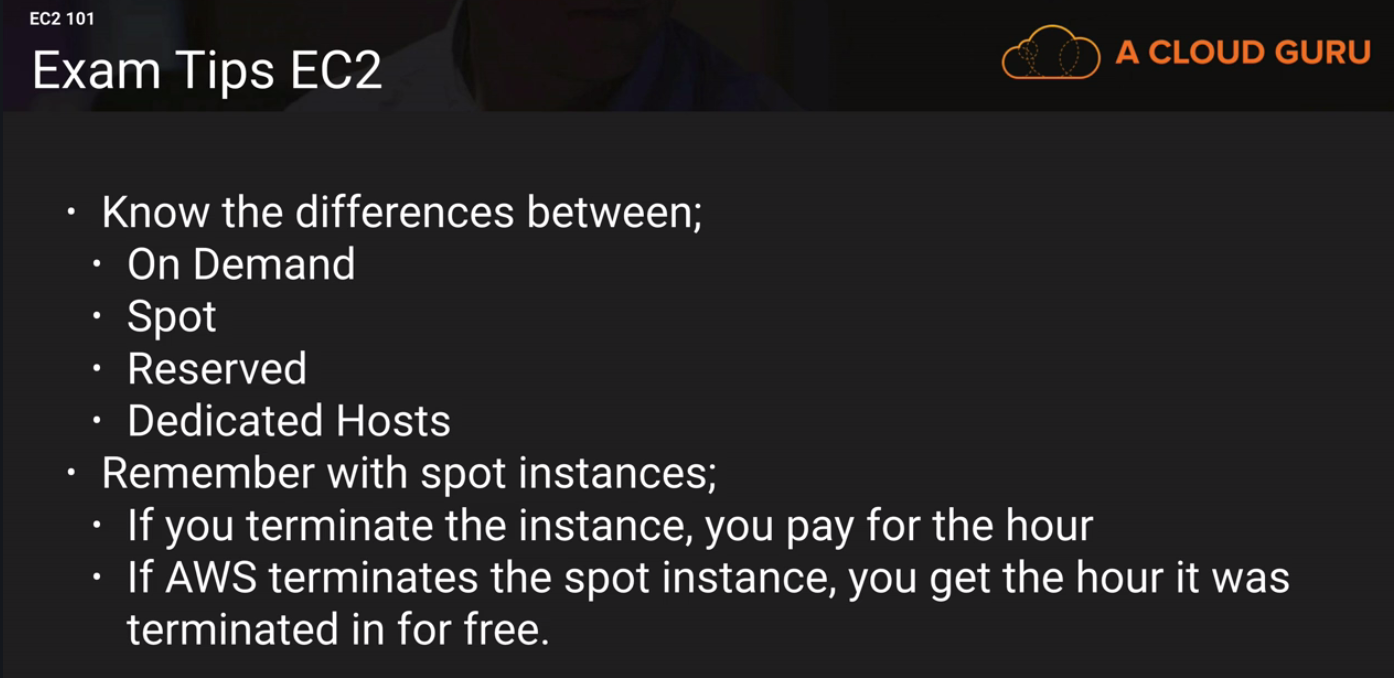 EC2 101
Exam Tips EC2
A CLOUD GURU
• Know the differences between;
• On Demand
• Spot
• Reserved
• Dedicated Hosts
• Remember with spot instances;
• If you terminate the instance, you pay for the hour
• If AWS terminates the spot instance, you get the hour it was
terminated in for free.